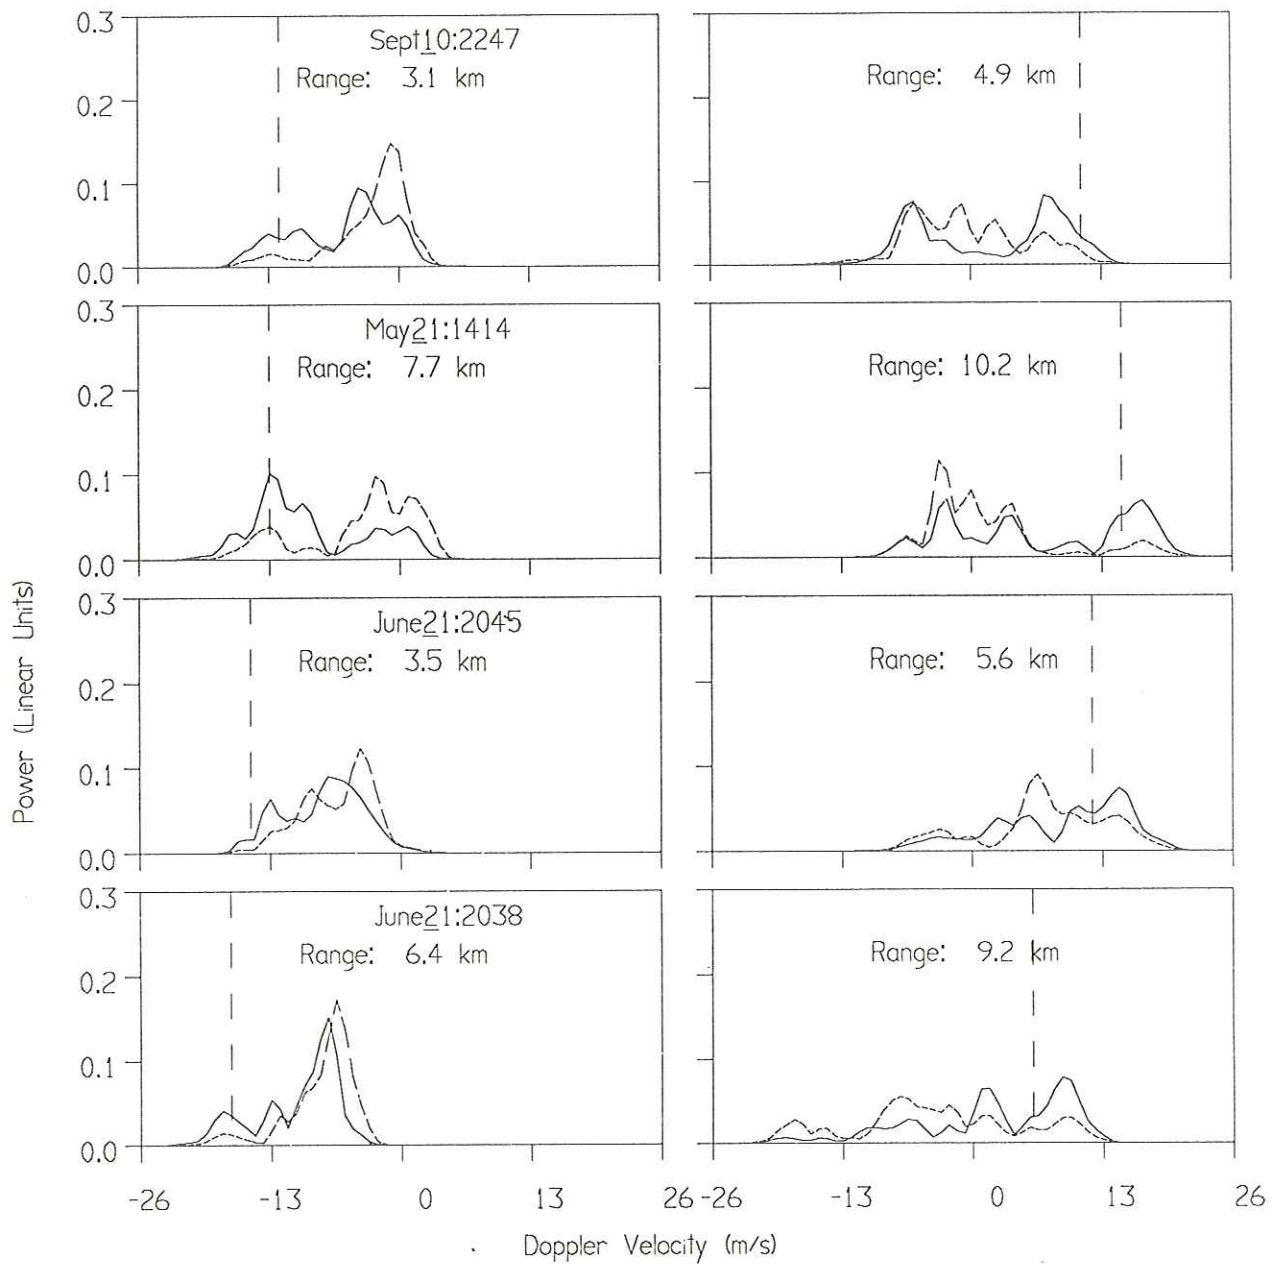 Power (Linear Units)
0.3
0.2
0.1
0.0
Sept10:2247
Range: 3.1 km
Range: 4.9 km
0.3
0.2
0.1
0.0
May21:1414
Range: 7.7 km
Range: 10.2 km
0.3
0.2
0.1
0.0
June21:2045
Range: 3.5 km
Range: 5.6 km
0.3
0.2
0.1
0.0
June21:2038
Range: 6.4 km
Range: 9.2 km
-26 -13 0 13 26 -26 -13 0 13 26
Doppler Velocity (m/s)